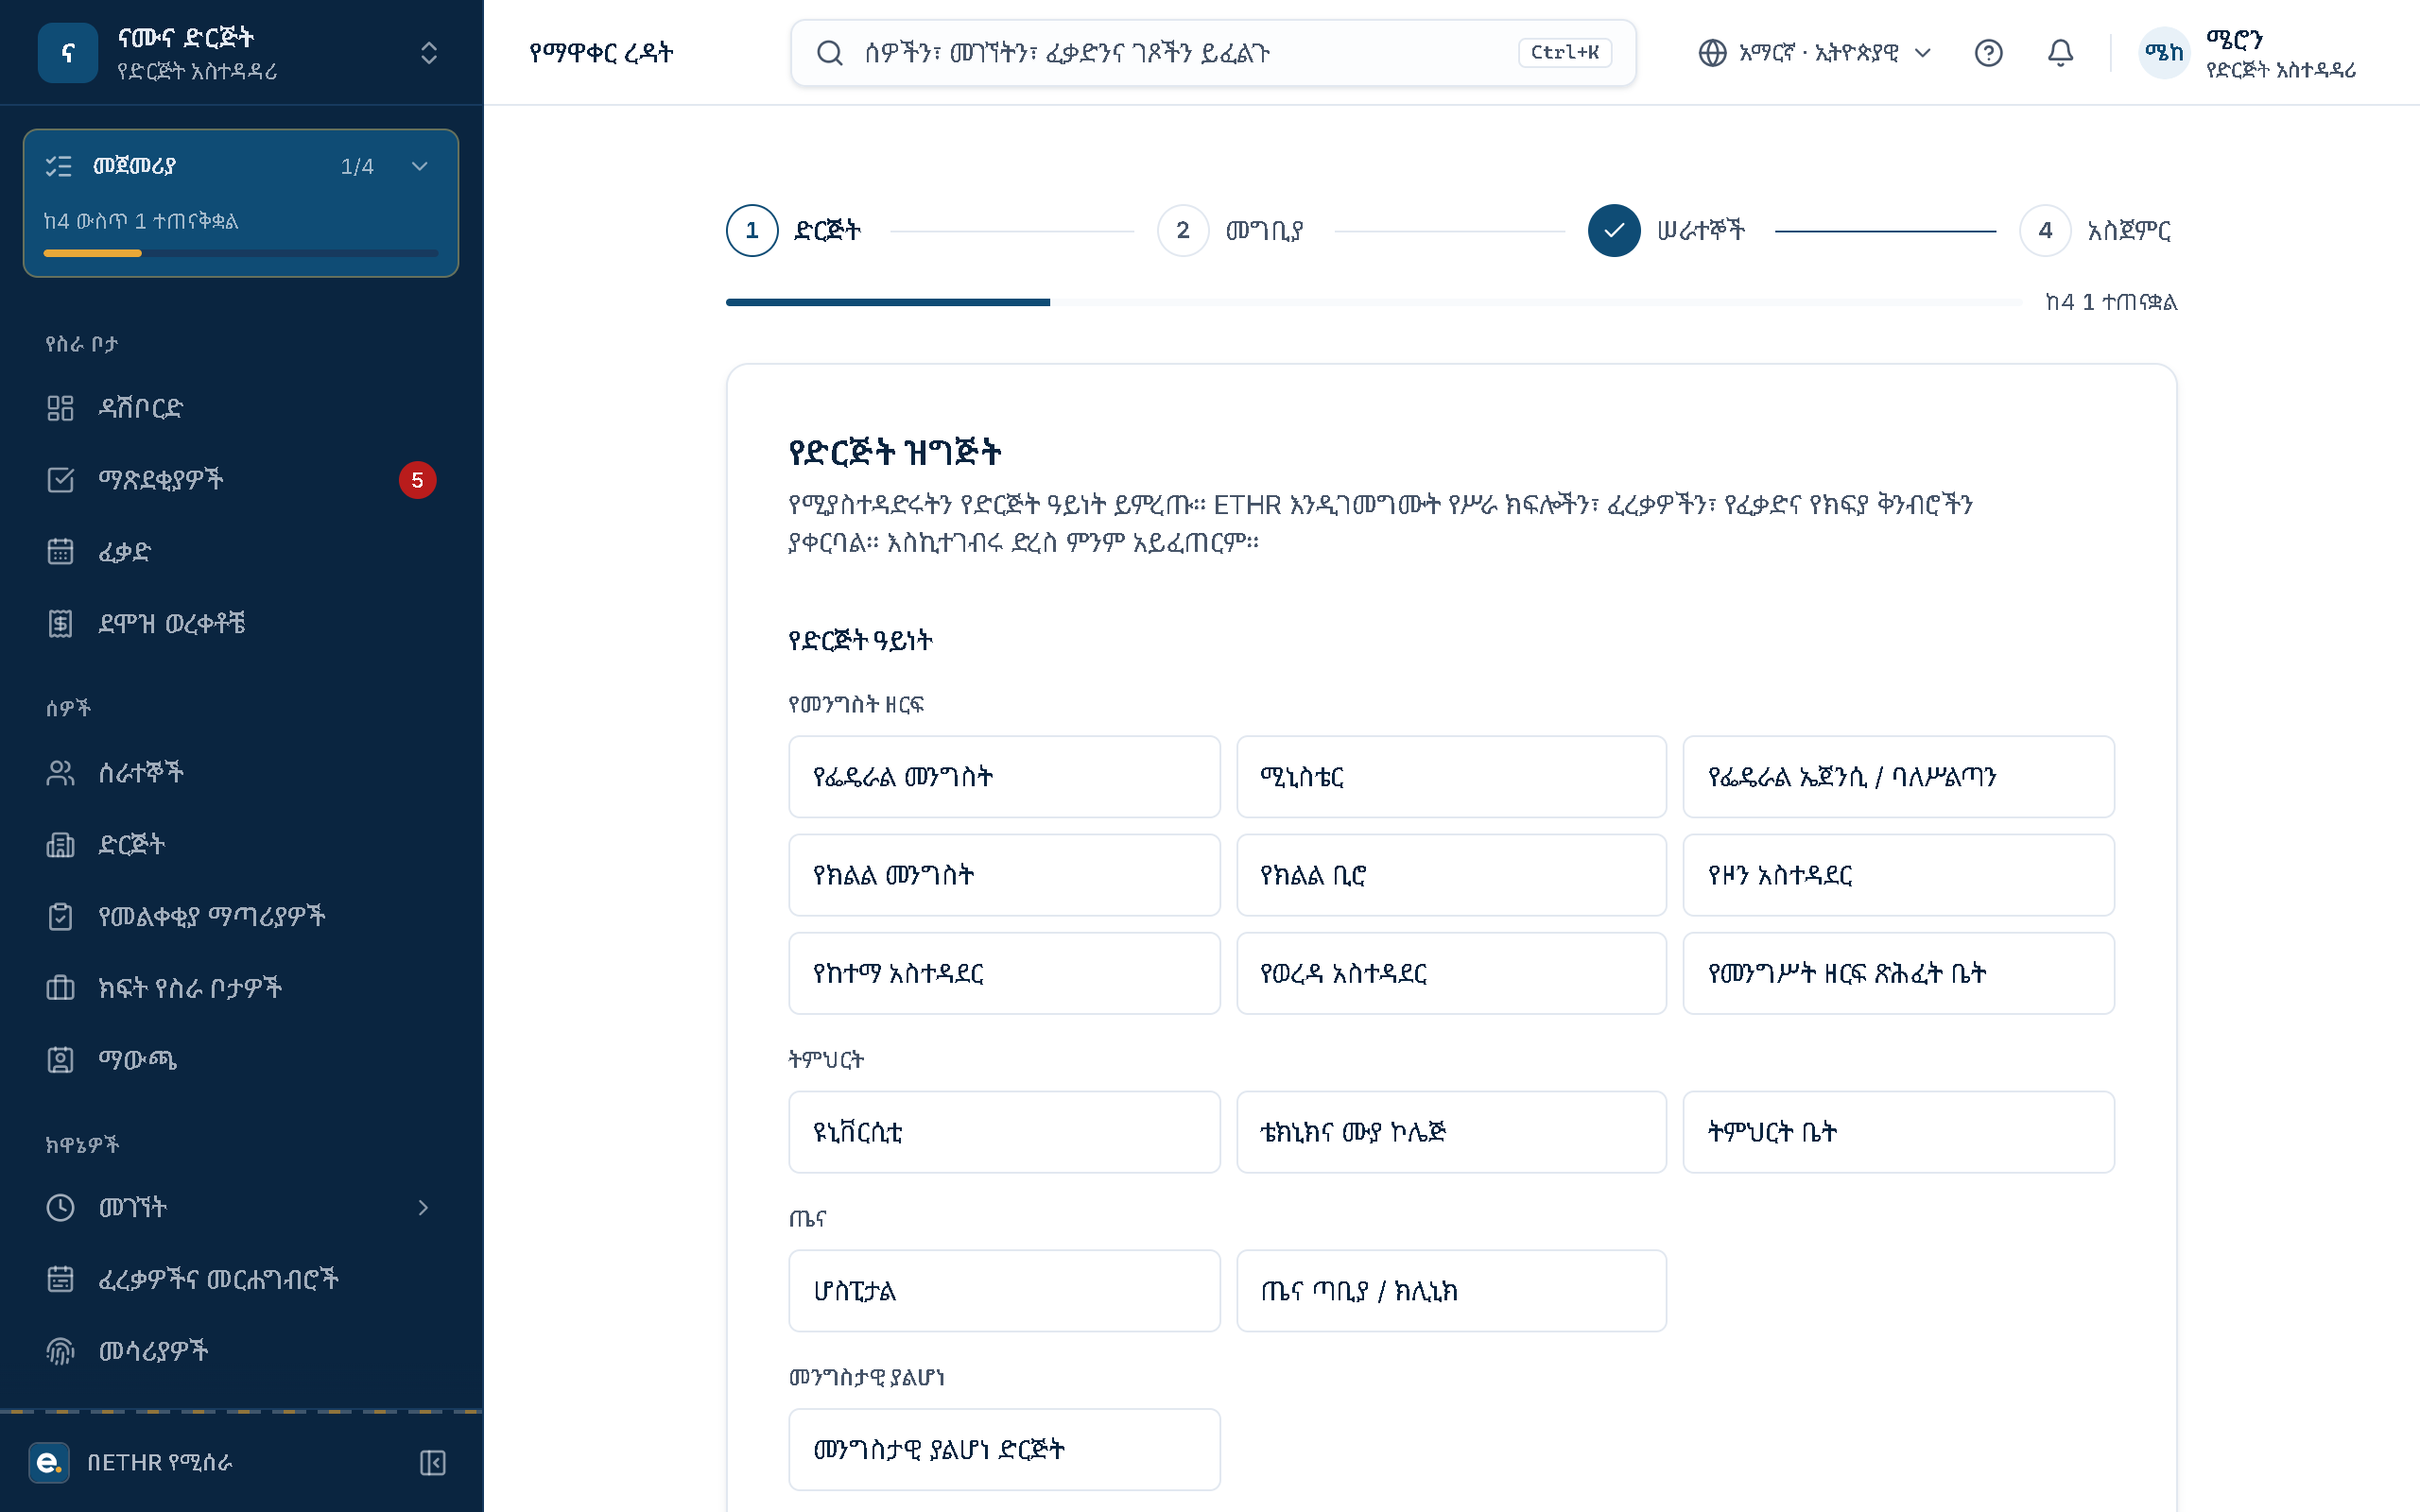 ና
ናሙና ድርጅት
የድርጅት አስተዳዳሪ
የማዋቀር ረዳት
ሰዎችን፣ መገኘትን፣ ፈቃድንና ገጾችን ይፈልጉ
Ctrl+K
አማርኛ · ኢትዮጵያዊ
ሜከ
ሜሮን
የድርጅት አስተዳዳሪ
መጀመሪያ
1/4
ከ4 ውስጥ 1 ተጠናቅቋል
የስራ ቦታ
ዳሽቦርድ
ማጽደቂያዎች
5
ፈቃድ
ደሞዝ ወረቀቶቼ
ሰዎች
ሰራተኞች
ድርጅት
የመልቀቂያ ማጣሪያዎች
ክፍት የስራ ቦታዎች
ማውጫ
ክዋኔዎች
መገኘት
ፈረቃዎችና መርሐግብሮች
መሳሪያዎች
e.
በETHR የሚሰራ
1
ድርጅት
2
መግቢያ
ሠራተኞች
4
አስጀምር
ከ4 1 ተጠናቋል
የድርጅት ዝግጅት
የሚያስተዳድሩትን የድርጅት ዓይነት ይምረጡ። ETHR እንዲገመግሙት የሥራ ክፍሎችን፣ ፈረቃዎችን፣ የፈቃድና የክፍያ ቅንብሮችን
ያቀርባል። እስኪተገብሩ ድረስ ምንም አይፈጠርም።
የድርጅት ዓይነት
የመንግስት ዘርፍ
የፌዴራል መንግስት
ሚኒስቴር
የፌዴራል ኤጀንሲ / ባለሥልጣን
የክልል መንግስት
የክልል ቢሮ
የዞን አስተዳደር
የከተማ አስተዳደር
የወረዳ አስተዳደር
የመንግሥት ዘርፍ ጽሕፈት ቤት
ትምህርት
ዩኒቨርሲቲ
ቴክኒክና ሙያ ኮሌጅ
ትምህርት ቤት
ጤና
ሆስፒታል
ጤና ጣቢያ / ክሊኒክ
መንግስታዊ ያልሆነ
መንግስታዊ ያልሆነ ድርጅት